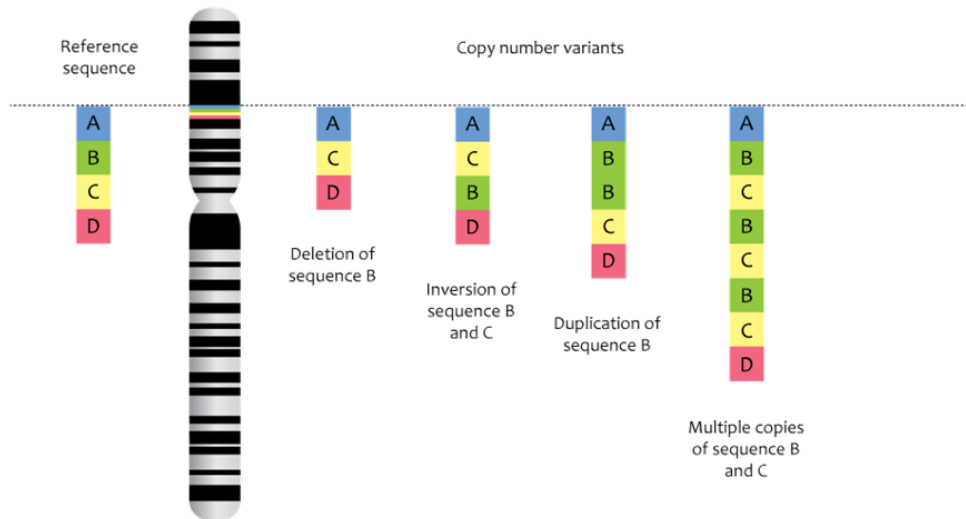 Reference
sequence
Copy number variants
A
B
C
D
A
C
D
Deletion of
sequence B
A
C
B
D
Inversion of
sequence B
and C
A
B
B
C
D
Duplication of
sequence B
A
B
C
B
C
B
C
D
Multiple copies
of sequence B
and C